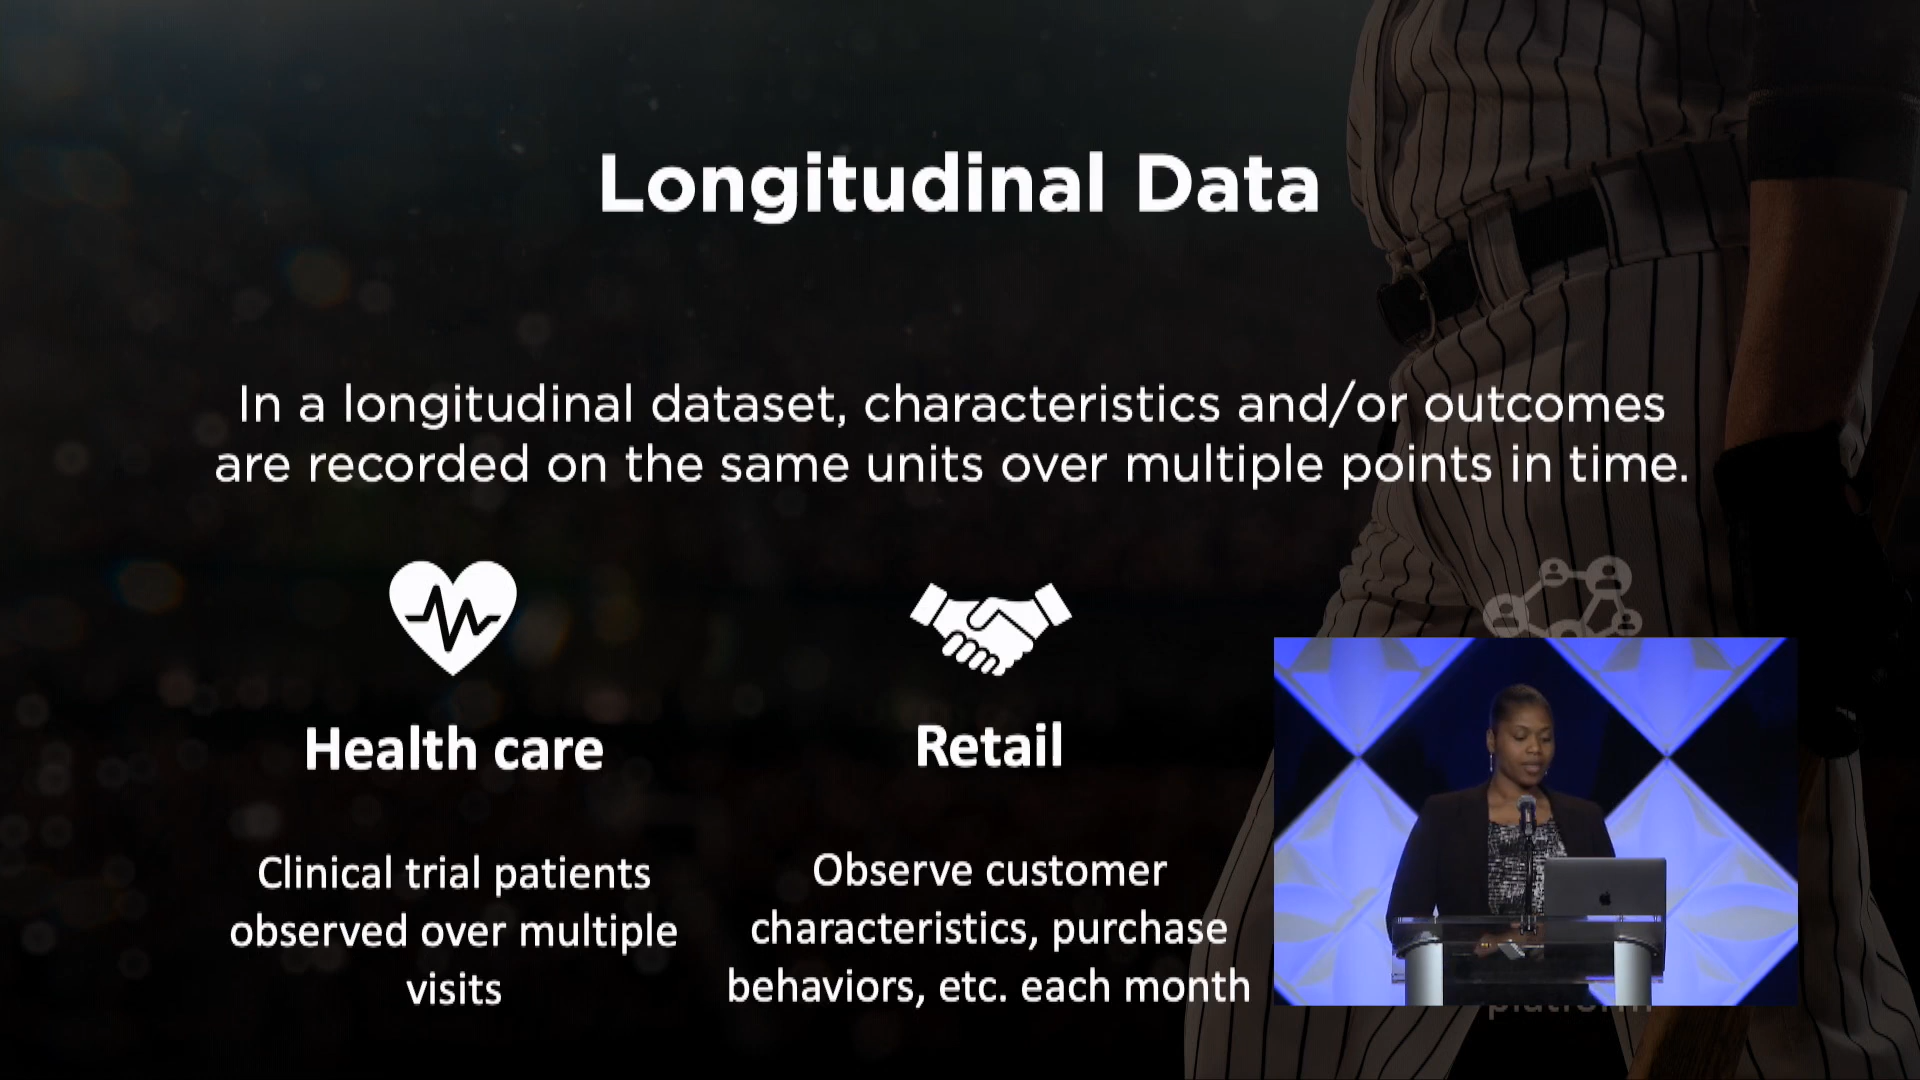 Longitudinal Data
In a longitudinal dataset, characteristics and/or outcomes
are recorded on the same units over multiple points in time.
Health care
Clinical trial patients
observed over multiple
visits
Retail
Observe customer
characteristics, purchase
behaviors, etc. each month
platform